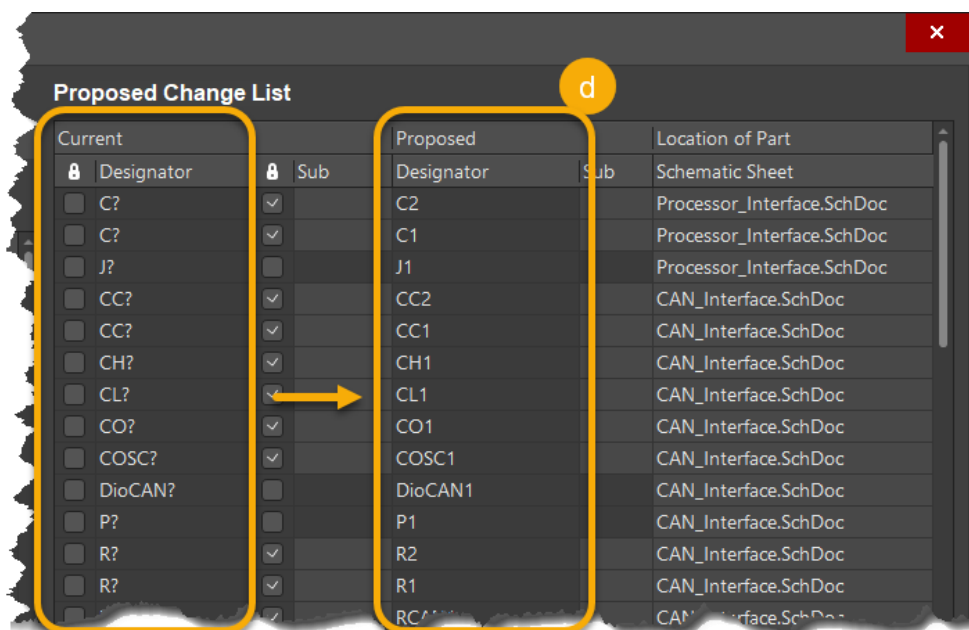 Proposed Change List
d
Current Proposed Location of Part
Designator Sub Designator Sub Schematic Sheet
C? C2 Processor_Interface.SchDoc
C? C1 Processor_Interface.SchDoc
J? J1 Processor_Interface.SchDoc
CC? CC2 CAN_Interface.SchDoc
CC? CC1 CAN_Interface.SchDoc
CH? CH1 CAN_Interface.SchDoc
CL? CL1 CAN_Interface.SchDoc
CO? CO1 CAN_Interface.SchDoc
COSC? COSC1 CAN_Interface.SchDoc
DioCAN? DioCAN1 CAN_Interface.SchDoc
P? P1 CAN_Interface.SchDoc
R? R2 CAN_Interface.SchDoc
R? R1 CAN_Interface.SchDoc